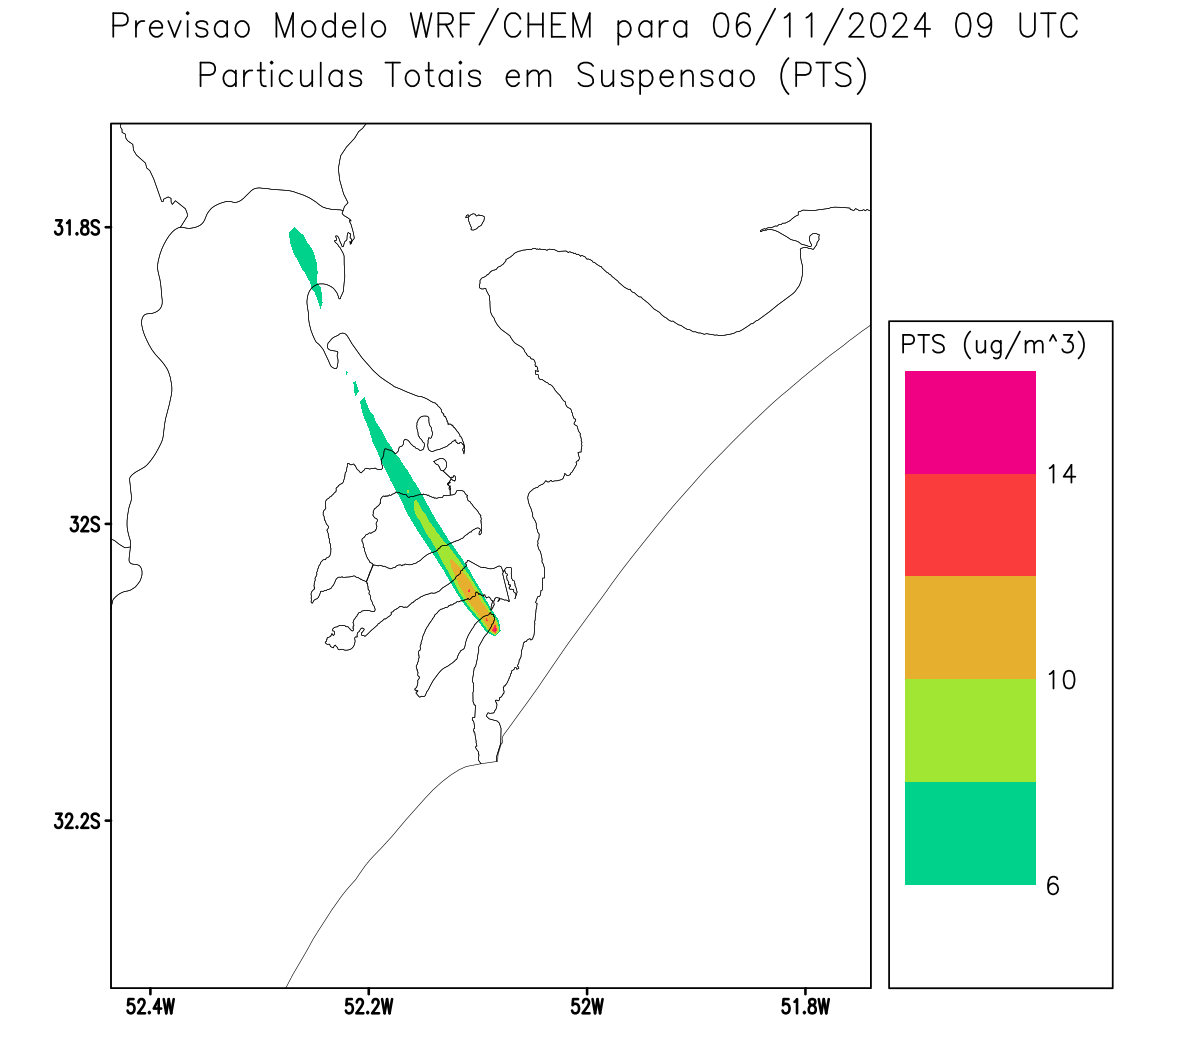 Previsao Modelo WRF/CHEM para 06/11/2024 09 UTC
Particulas Totais em Suspensao (PTS)
31.8S
32S
32.2S
52.4W
52.2W
52W
51.8W
PTS (ug/m^3)
14
10
6